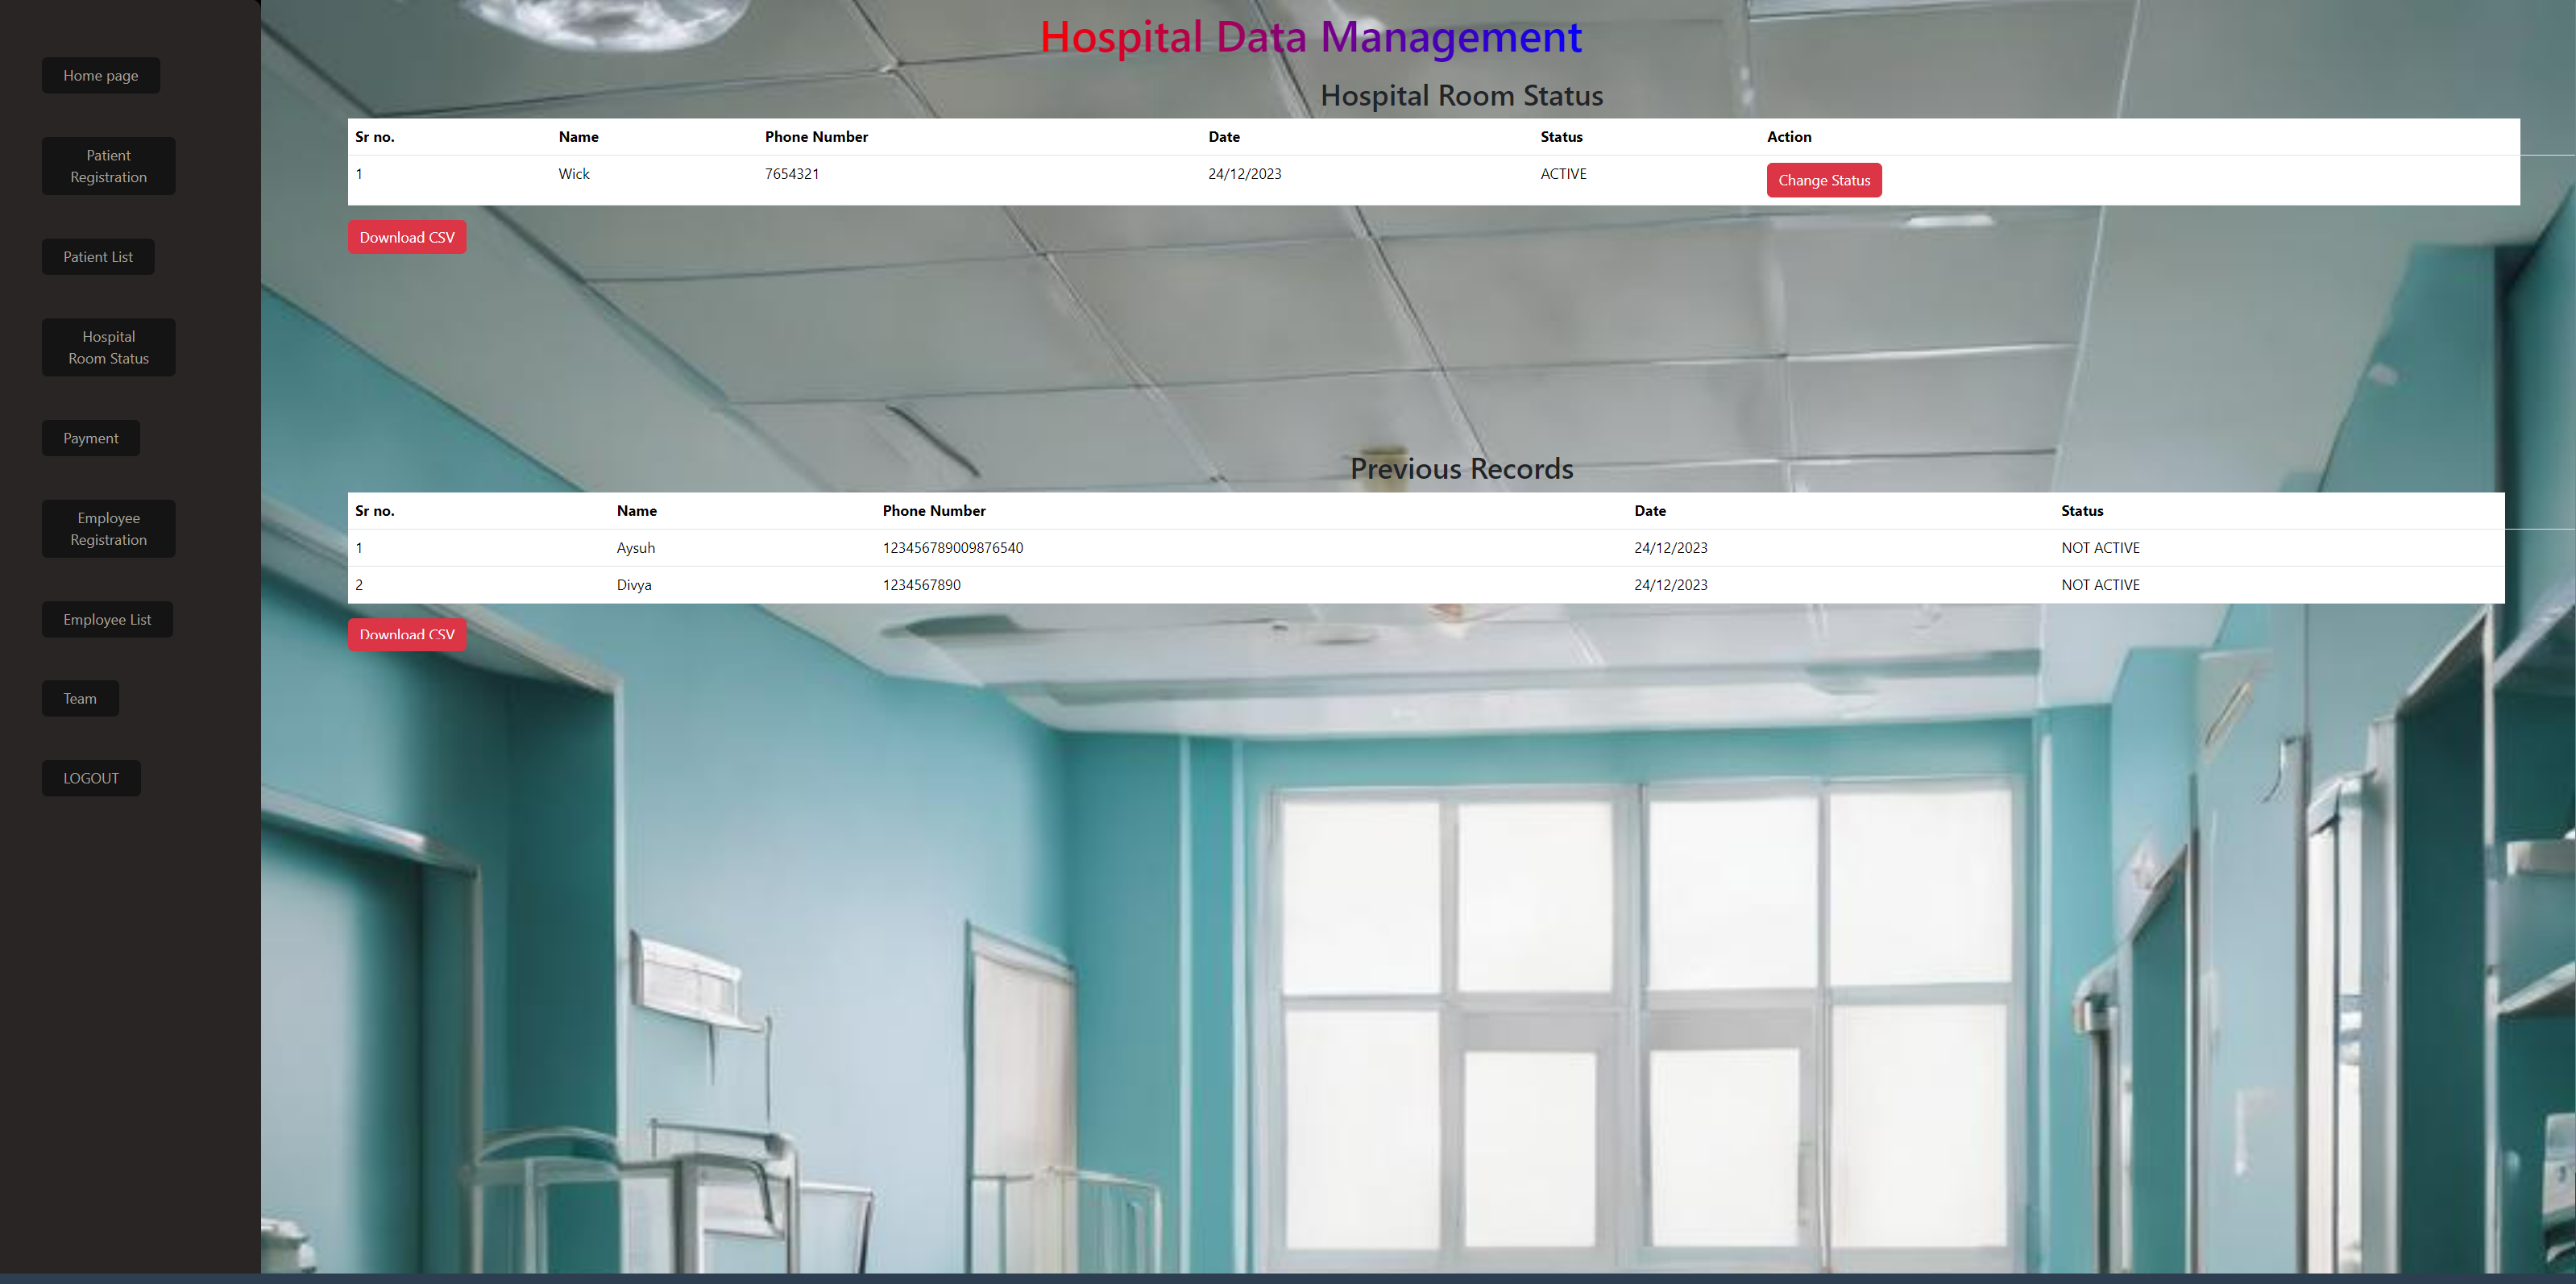 Home page
Patient
Registration
Patient List
Hospital
Room Status
Payment
Employee
Registration
Employee List
Team
LOGOUT
Hospital Data Management
Hospital Room Status
Sr no. Name Phone Number Date Status Action
1 Wick 7654321 24/12/2023 ACTIVE Change Status
Download CSV
Previous Records
Sr no. Name Phone Number Date Status
1 Aysuh 123456789009876540 24/12/2023 NOT ACTIVE
2 Divya 1234567890 24/12/2023 NOT ACTIVE
Download CSV